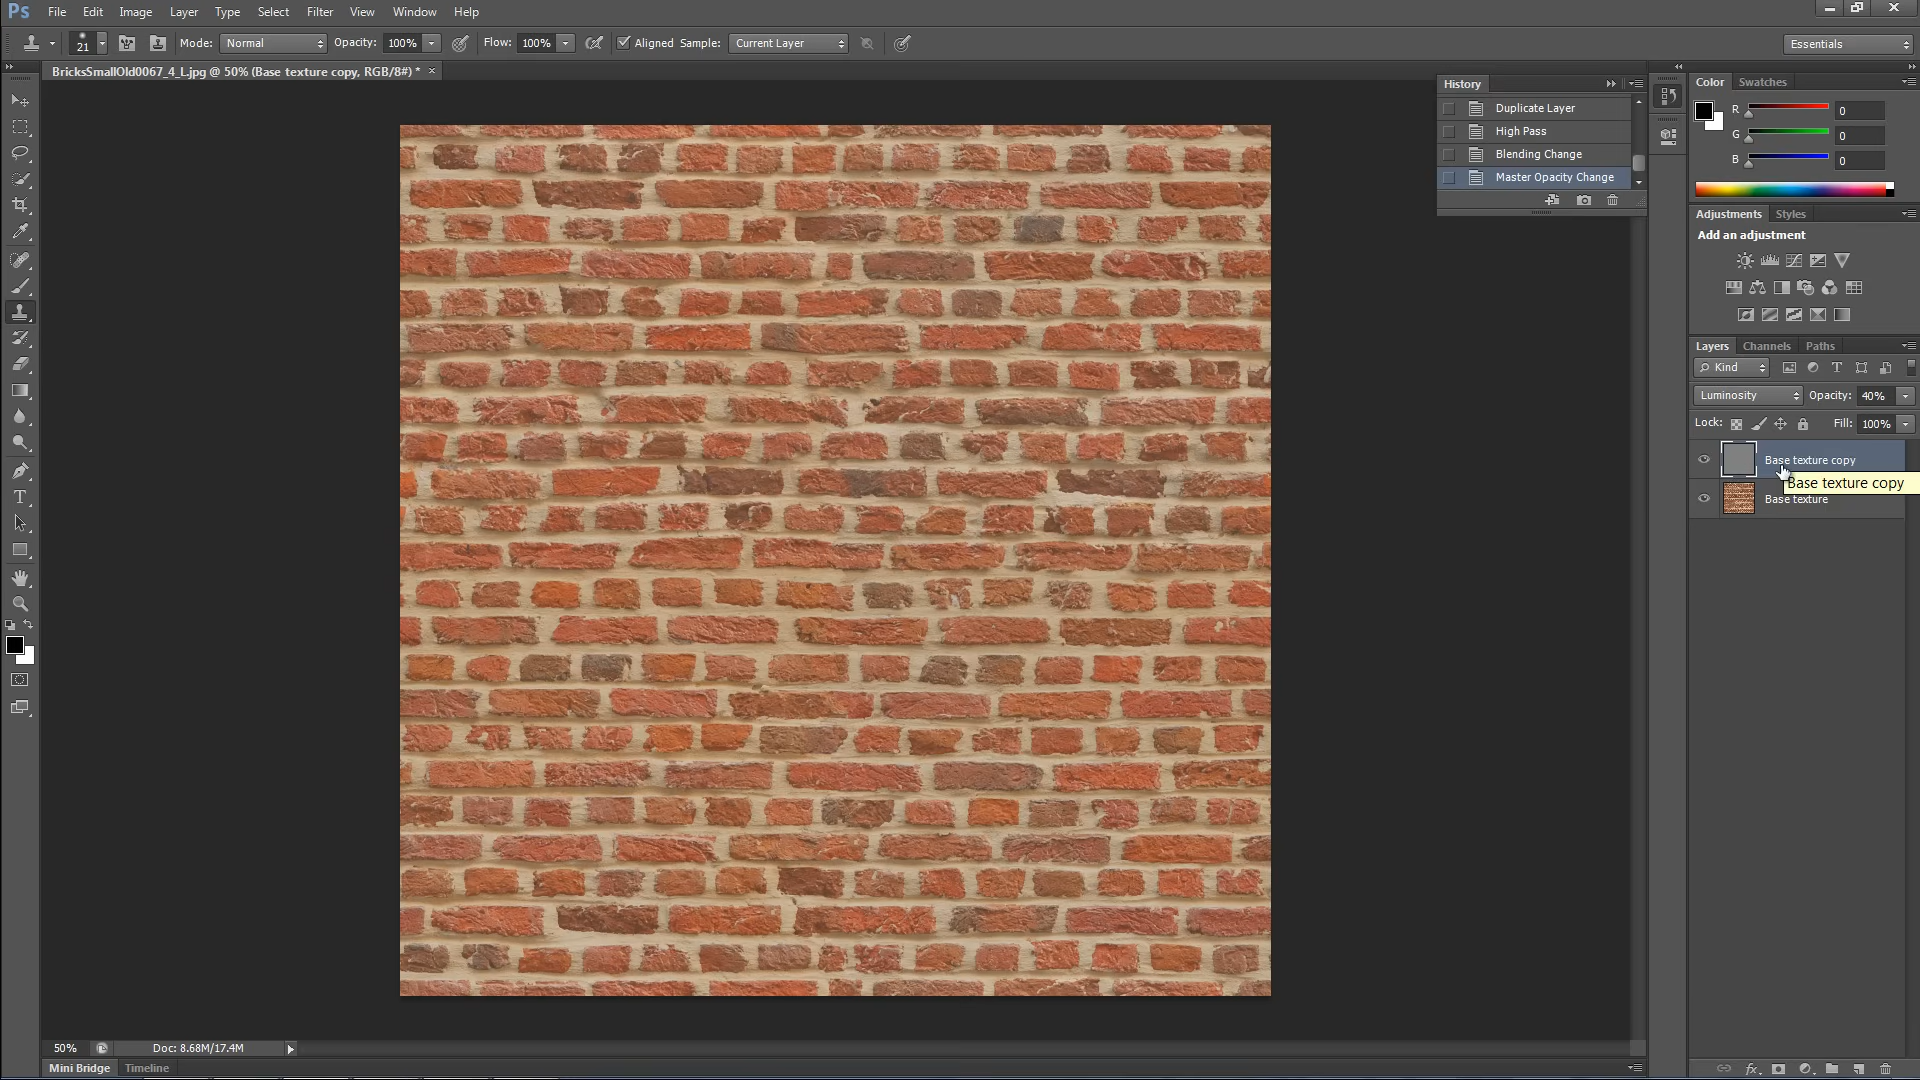 Ps File Edit Image Layer Type Select Filter View Window Help
21 Mode: Normal Opacity: 100% Flow: 100% Aligned Sample: Current Layer Essentials
BricksSmallOld0067_4_L.jpg @ 50% (Base texture copy, RGB/8#) * ×
History
Duplicate Layer
High Pass
Blending Change
Master Opacity Change
Color Swatches
R 0
G 0
B 0
Adjustments Styles
Add an adjustment
Layers Channels Paths
Kind
Luminosity Opacity: 40%
Lock: Fill: 100%
Base texture copy
Base texture copy
Base texture
50% Doc: 8.68M/17.4M
Mini Bridge Timeline